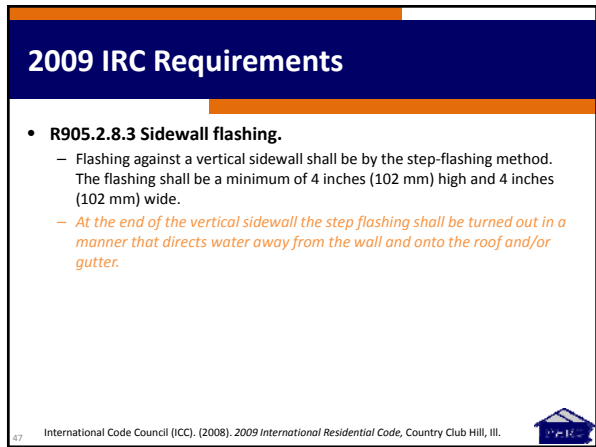 2009 IRC Requirements
• R905.2.8.3 Sidewall flashing.
– Flashing against a vertical sidewall shall be by the step-flashing method.
The flashing shall be a minimum of 4 inches (102 mm) high and 4 inches
(102 mm) wide.
– At the end of the vertical sidewall the step flashing shall be turned out in a
manner that directs water away from the wall and onto the roof and/or
gutter.
47 International Code Council (ICC). (2008). 2009 International Residential Code, Country Club Hill, Ill.